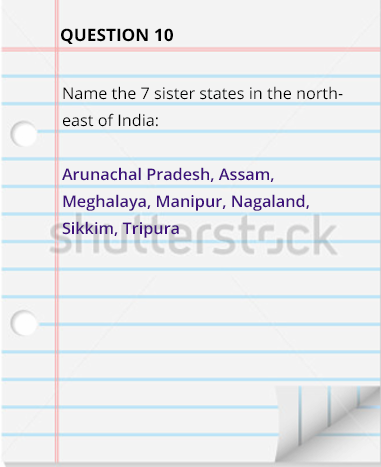 QUESTION 10
Name the 7 sister states in the north-
east of India:
Arunachal Pradesh, Assam,
Meghalaya, Manipur, Nagaland,
Sikkim, Tripura
shutterstock